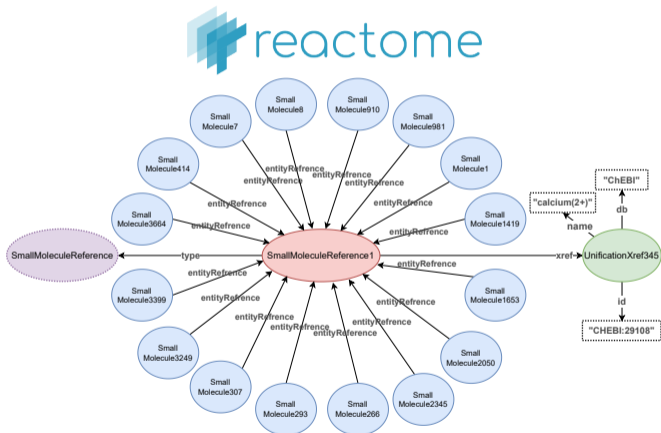 reactome
Small
Molecule8
Small
Molecule910
Small
Molecule7
Small
Molecule981
Small
Molecule414
Small
Molecule1
Small
Molecule3664
Small
Molecule1419
entityRefrence
entityRefrence
entityRefrence
entityRefrence
entityRefrence
entityRefrence
entityRefrence
entityRefrence
"ChEBI"
"calcium(2+)"
db
name
SmallMoleculeReference
type
SmallMoleculeReference1
xref
UnificationXref345
id
"CHEBI:29108"
entityRefrence
entityRefrence
entityRefrence
entityRefrence
entityRefrence
entityRefrence
entityRefrence
entityRefrence
Small
Molecule3399
Small
Molecule1653
Small
Molecule3249
Small
Molecule2050
Small
Molecule307
Small
Molecule2345
Small
Molecule293
Small
Molecule266